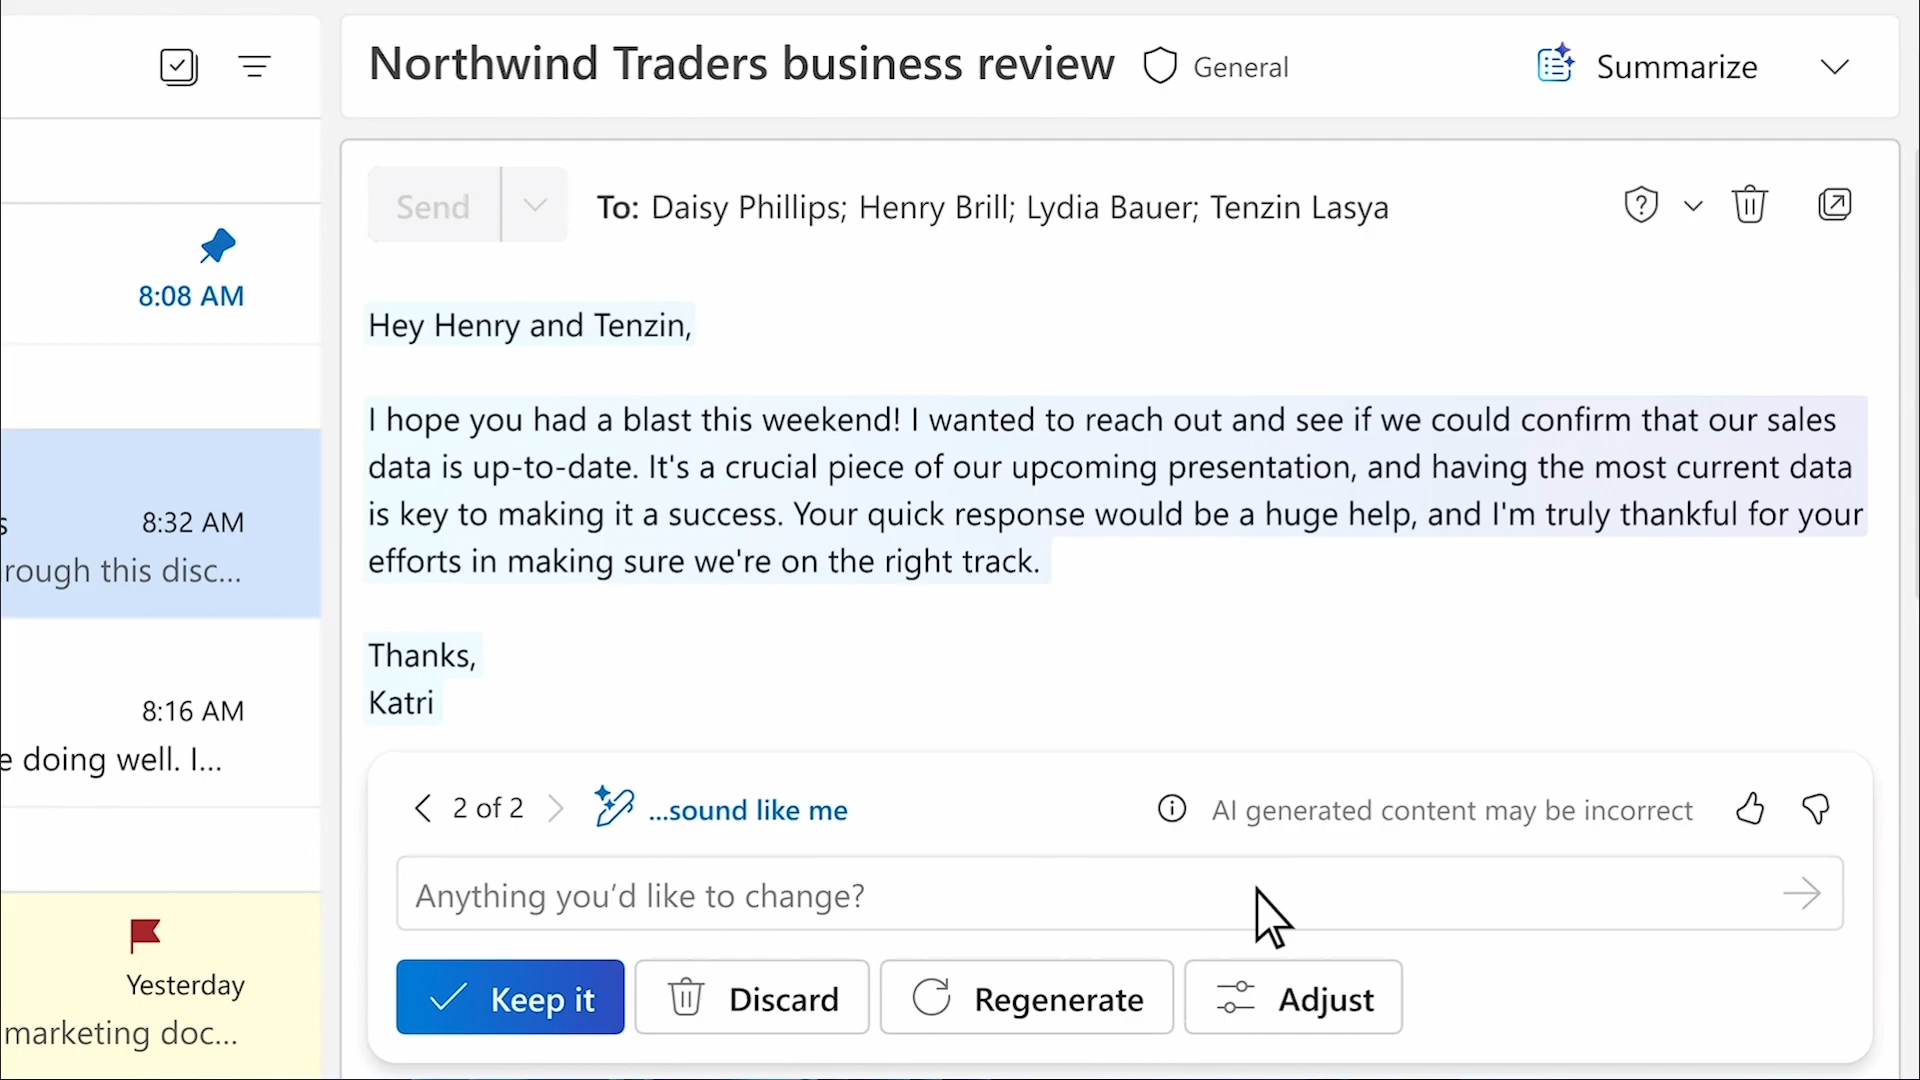 Northwind Traders business review
General
Summarize
Send
To: Daisy Phillips; Henry Brill; Lydia Bauer; Tenzin Lasya
8:08 AM
8:32 AM
rough this disc...
8:16 AM
e doing well. I...
Yesterday
marketing doc...
Hey Henry and Tenzin,
I hope you had a blast this weekend! I wanted to reach out and see if we could confirm that our sales
data is up-to-date. It's a crucial piece of our upcoming presentation, and having the most current data
is key to making it a success. Your quick response would be a huge help, and I'm truly thankful for your
efforts in making sure we're on the right track.
Thanks,
Katri
2 of 2
...sound like me
AI generated content may be incorrect
Anything you’d like to change?
Keep it
Discard
Regenerate
Adjust